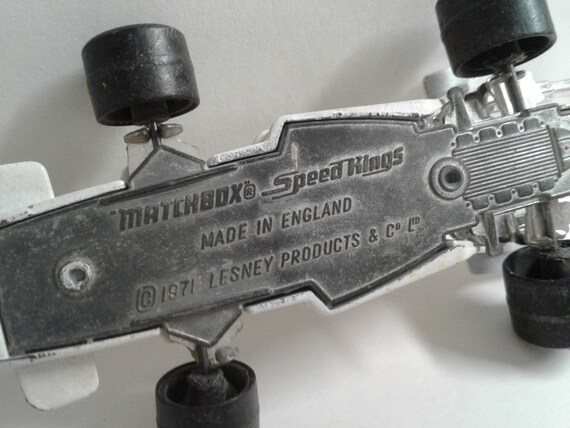 "MATCHBOX"® Speed Kings
MADE IN ENGLAND
© 1971 LESNEY PRODUCTS & Cº Lᵀᴰ